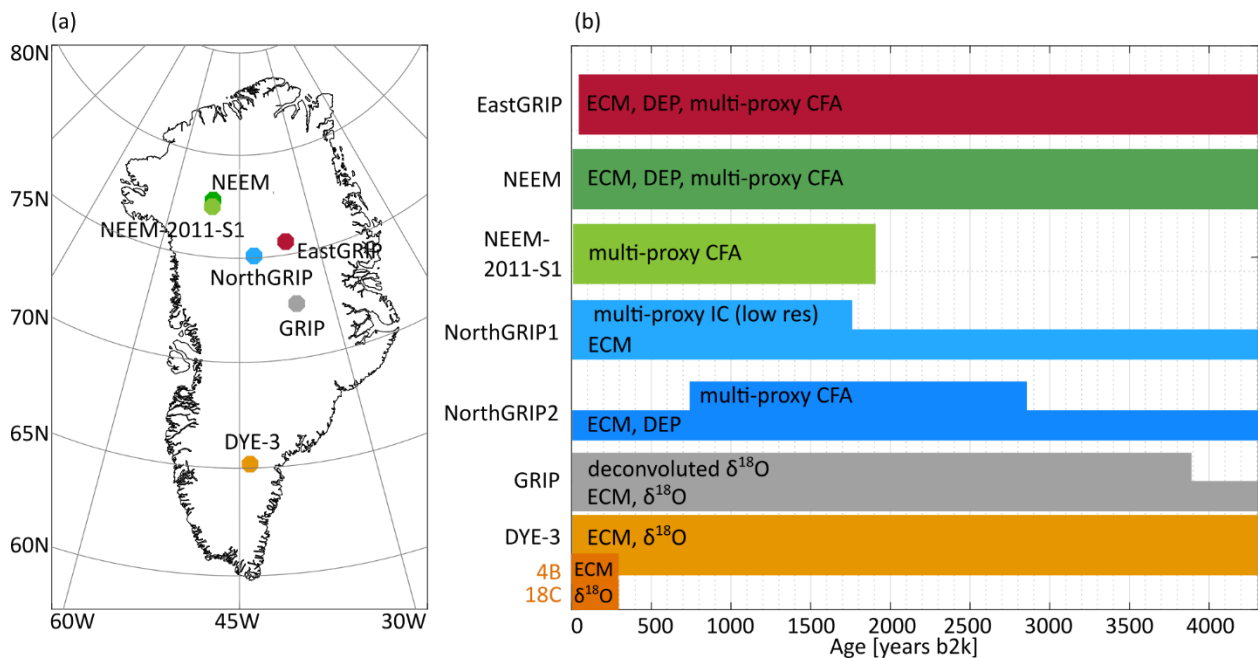 (a)
80N
75N
70N
65N
60N
60W
45W
30W
NEEM
NEEM-2011-S1
EastGRIP
NorthGRIP
GRIP
DYE-3
(b)
EastGRIP
ECM, DEP, multi-proxy CFA
NEEM
ECM, DEP, multi-proxy CFA
NEEM-
2011-S1
multi-proxy CFA
NorthGRIP1
multi-proxy IC (low res)
ECM
NorthGRIP2
multi-proxy CFA
ECM, DEP
GRIP
deconvoluted δ¹⁸O
ECM, δ¹⁸O
DYE-3
ECM, δ¹⁸O
4B
ECM
18C
δ¹⁸O
0
500
1000
1500
2000
2500
3000
3500
4000
Age [years b2k]